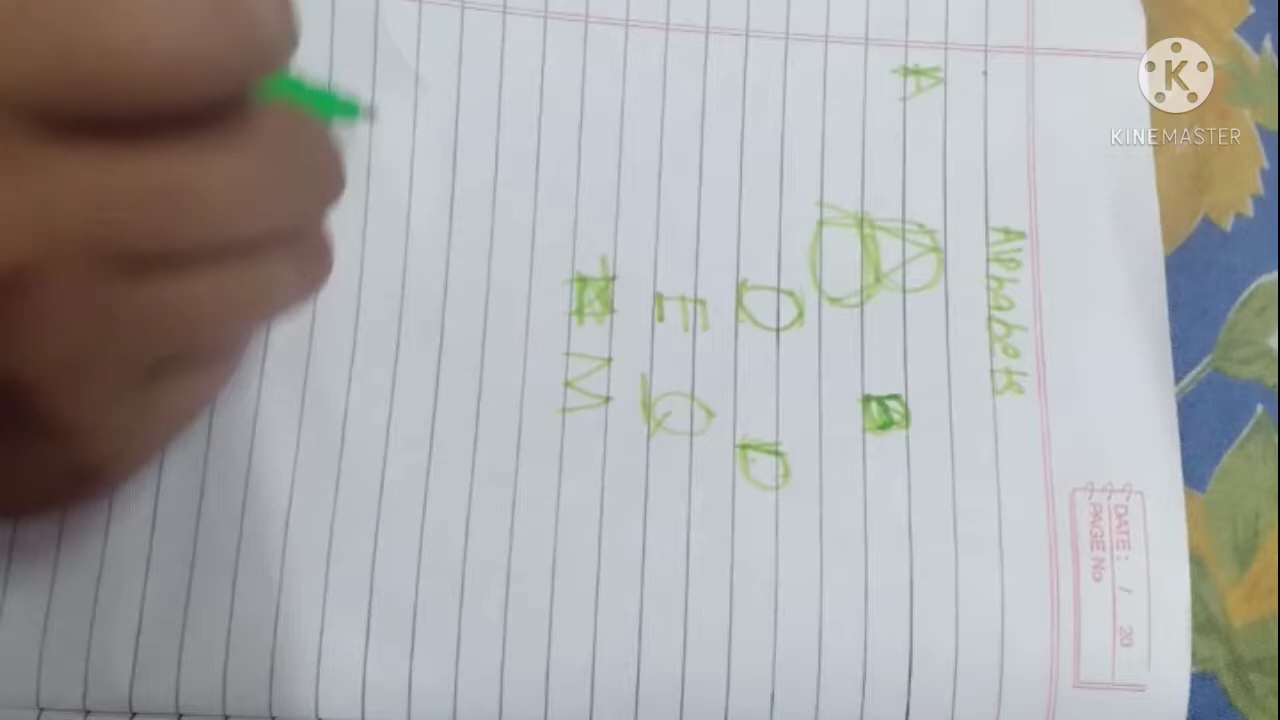 DATE: / 20
PAGE No
Alphabets
A
B
D D
E Q
M
KINEMASTER